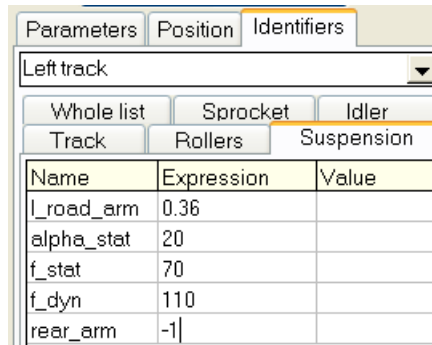 Parameters Position Identifiers
Left track
Whole list Sprocket Idler
Track Rollers Suspension
Name Expression Value
l_road_arm 0.36
alpha_stat 20
f_stat 70
f_dyn 110
rear_arm -1